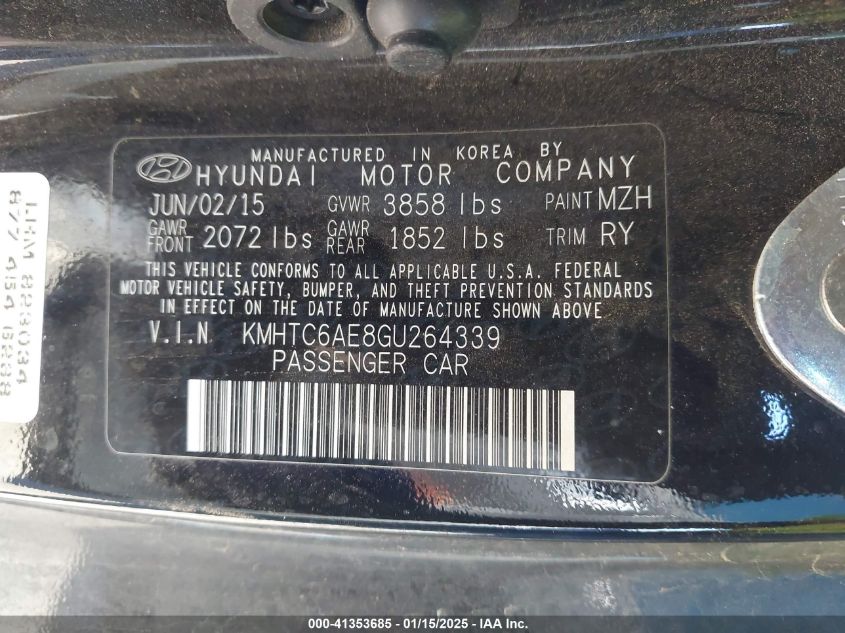 MANUFACTURED IN KOREA BY
HYUNDAI MOTOR COMPANY
JUN/02/15 GVWR 3858 lbs PAINT MZH
GAWR FRONT 2072 lbs GAWR REAR 1852 lbs TRIM RY
THIS VEHICLE CONFORMS TO ALL APPLICABLE U.S.A. FEDERAL
MOTOR VEHICLE SAFETY, BUMPER, AND THEFT PREVENTION STANDARDS
IN EFFECT ON THE DATE OF MANUFACTURE SHOWN ABOVE
V.I.N KMHTC6AE8GU264339
PASSENGER CAR
000-41353685 - 01/15/2025 - IAA Inc.